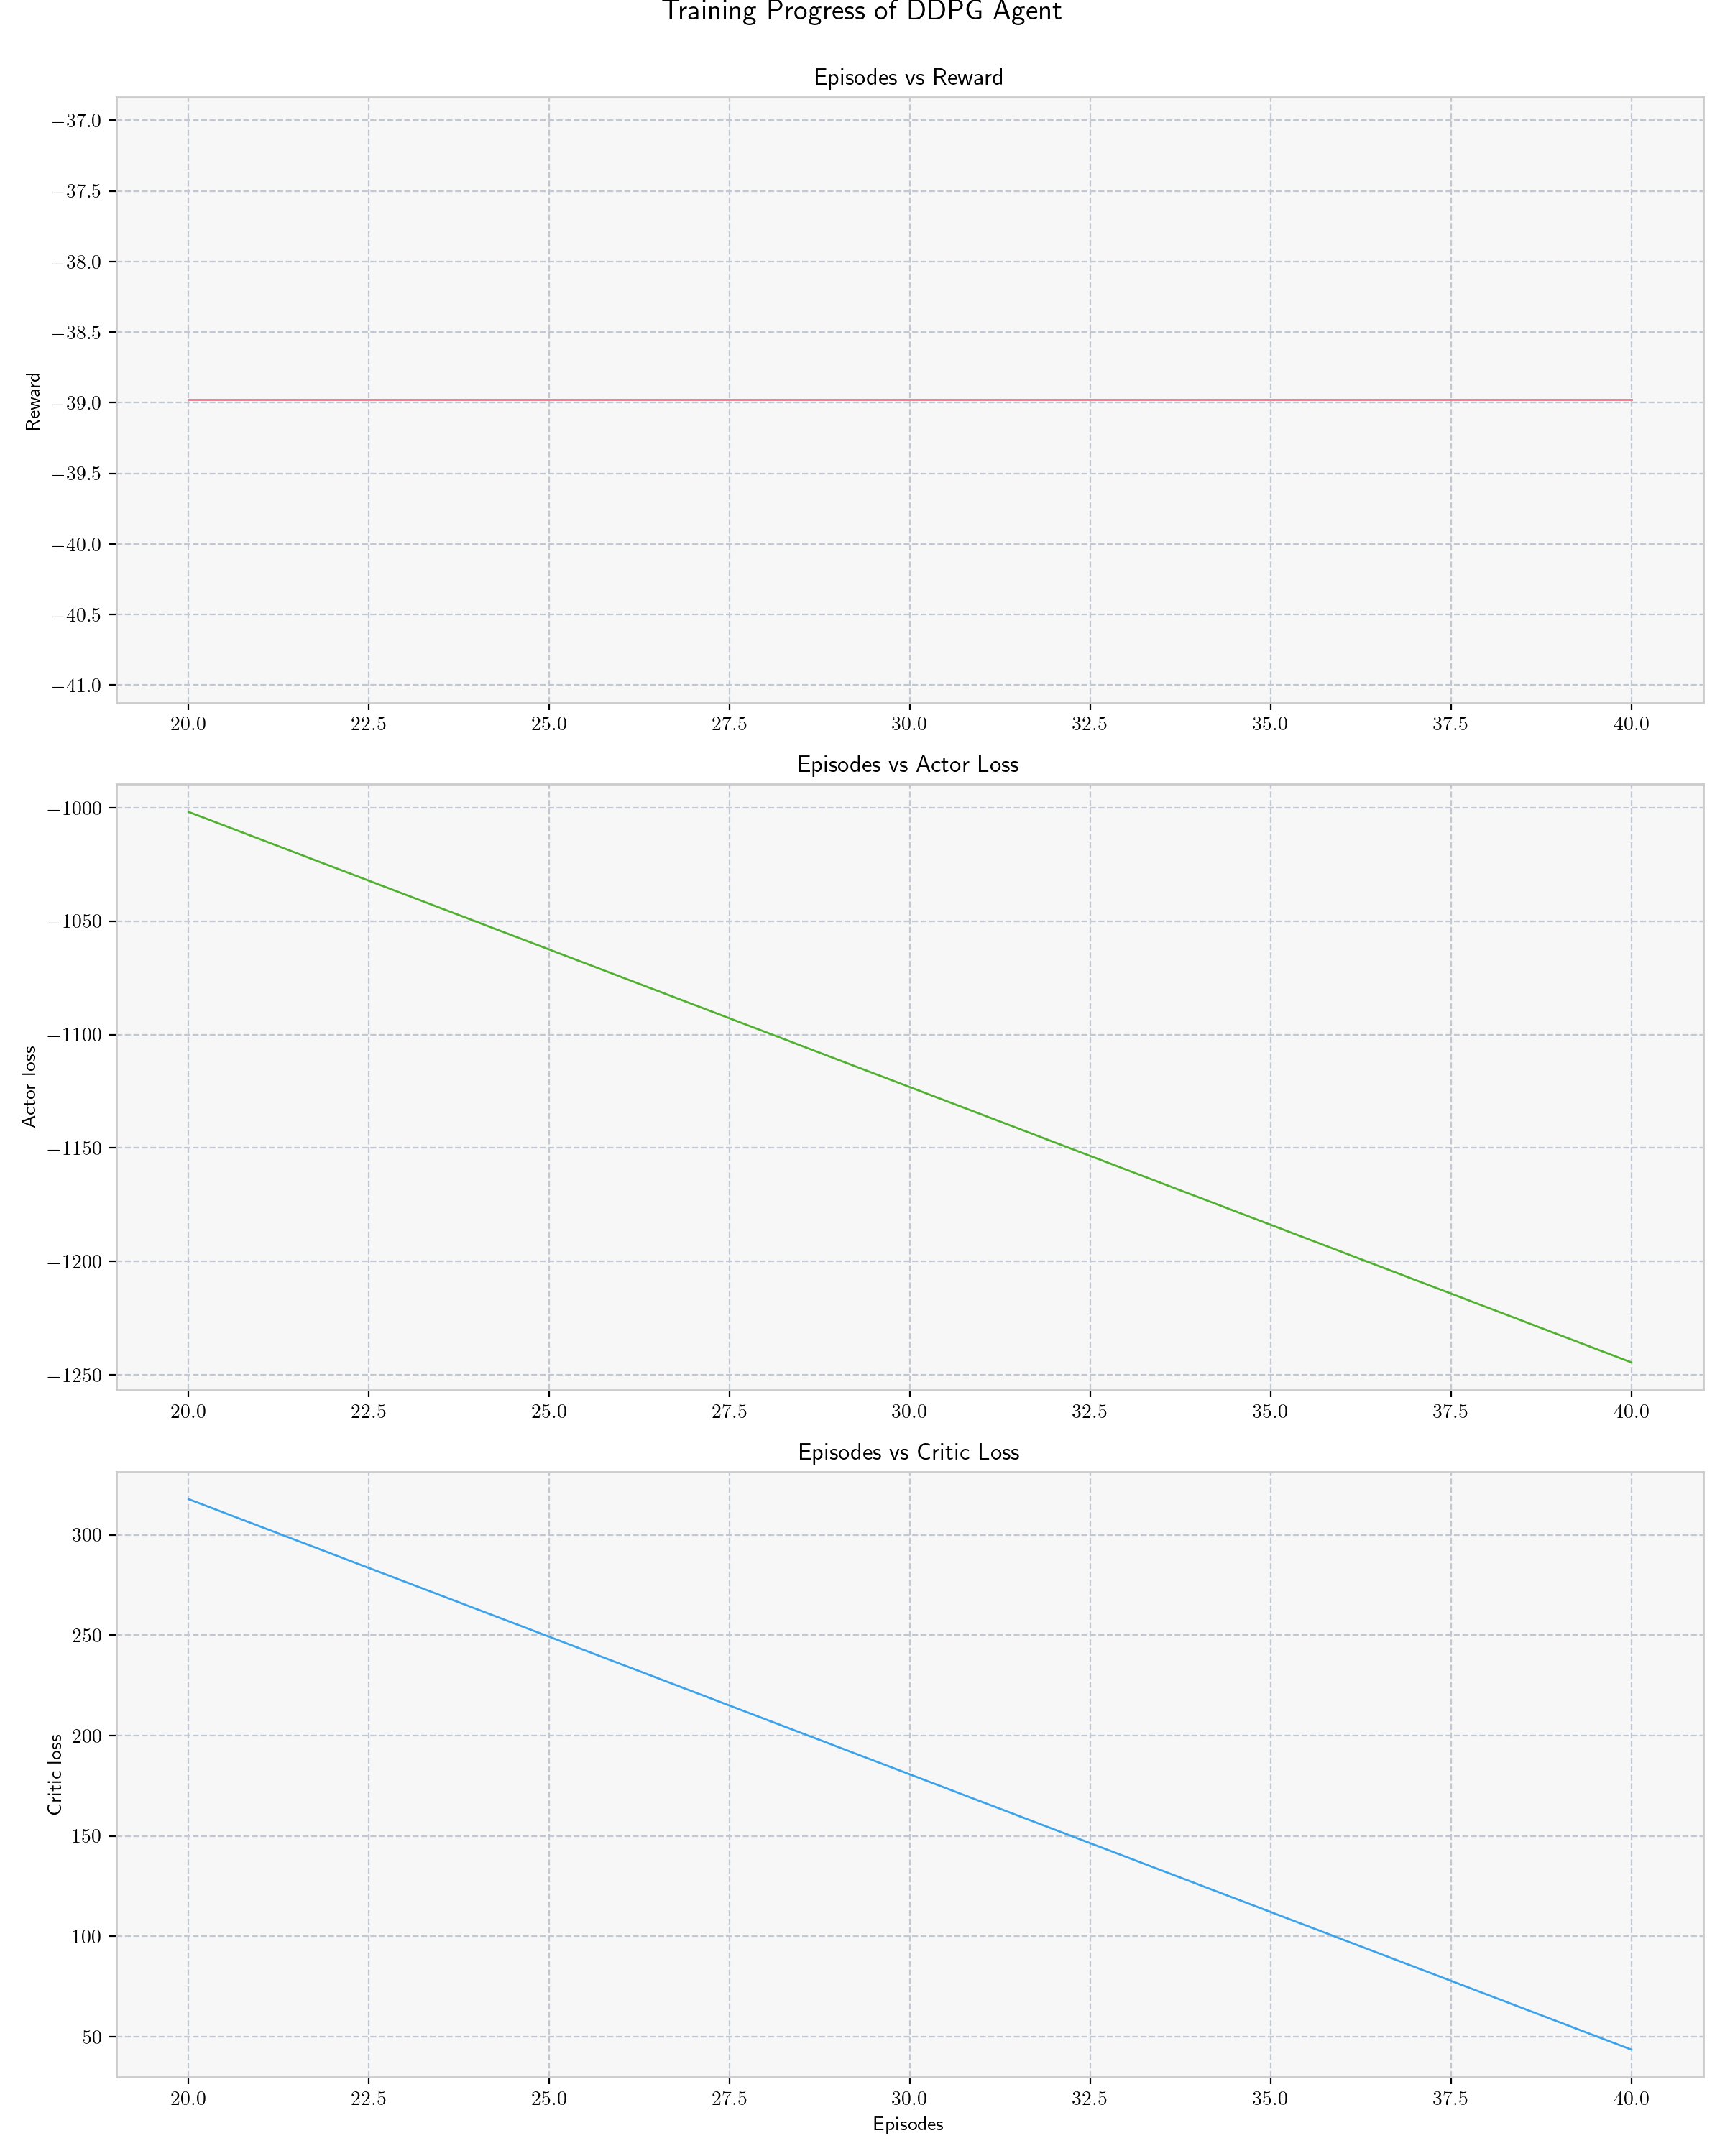 Training Progress of DDPG Agent
Episodes vs Reward
Reward
−37.0
−37.5
−38.0
−38.5
−39.0
−39.5
−40.0
−40.5
−41.0
20.0 22.5 25.0 27.5 30.0 32.5 35.0 37.5 40.0
Episodes vs Actor Loss
Actor loss
−1000
−1050
−1100
−1150
−1200
−1250
20.0 22.5 25.0 27.5 30.0 32.5 35.0 37.5 40.0
Episodes vs Critic Loss
Critic loss
300
250
200
150
100
50
20.0 22.5 25.0 27.5 30.0 32.5 35.0 37.5 40.0
Episodes